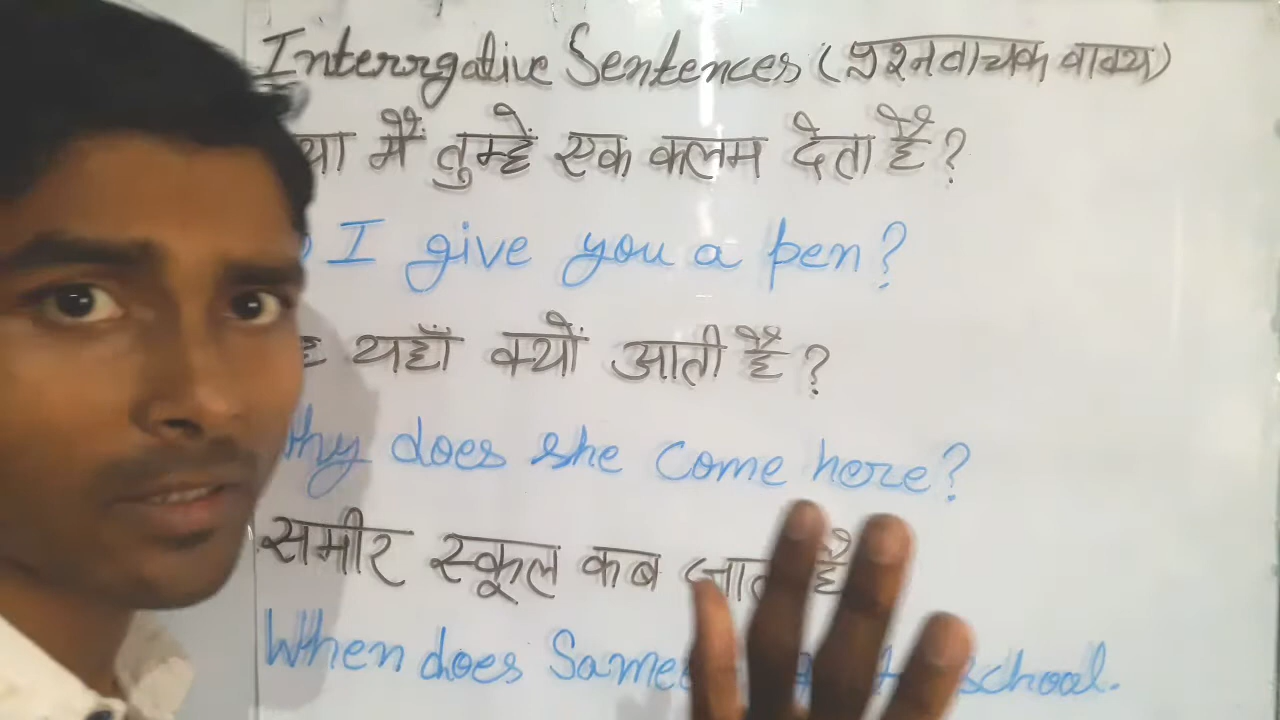 Interrgative Sentences (प्रश्नवाचक वाक्य)
मैं तुम्हे एक कलम देता हैं?
I give you a pen?
यहाँ क्यों आती हैं?
Why does she come here?
समीर स्कूल कब
When does school.